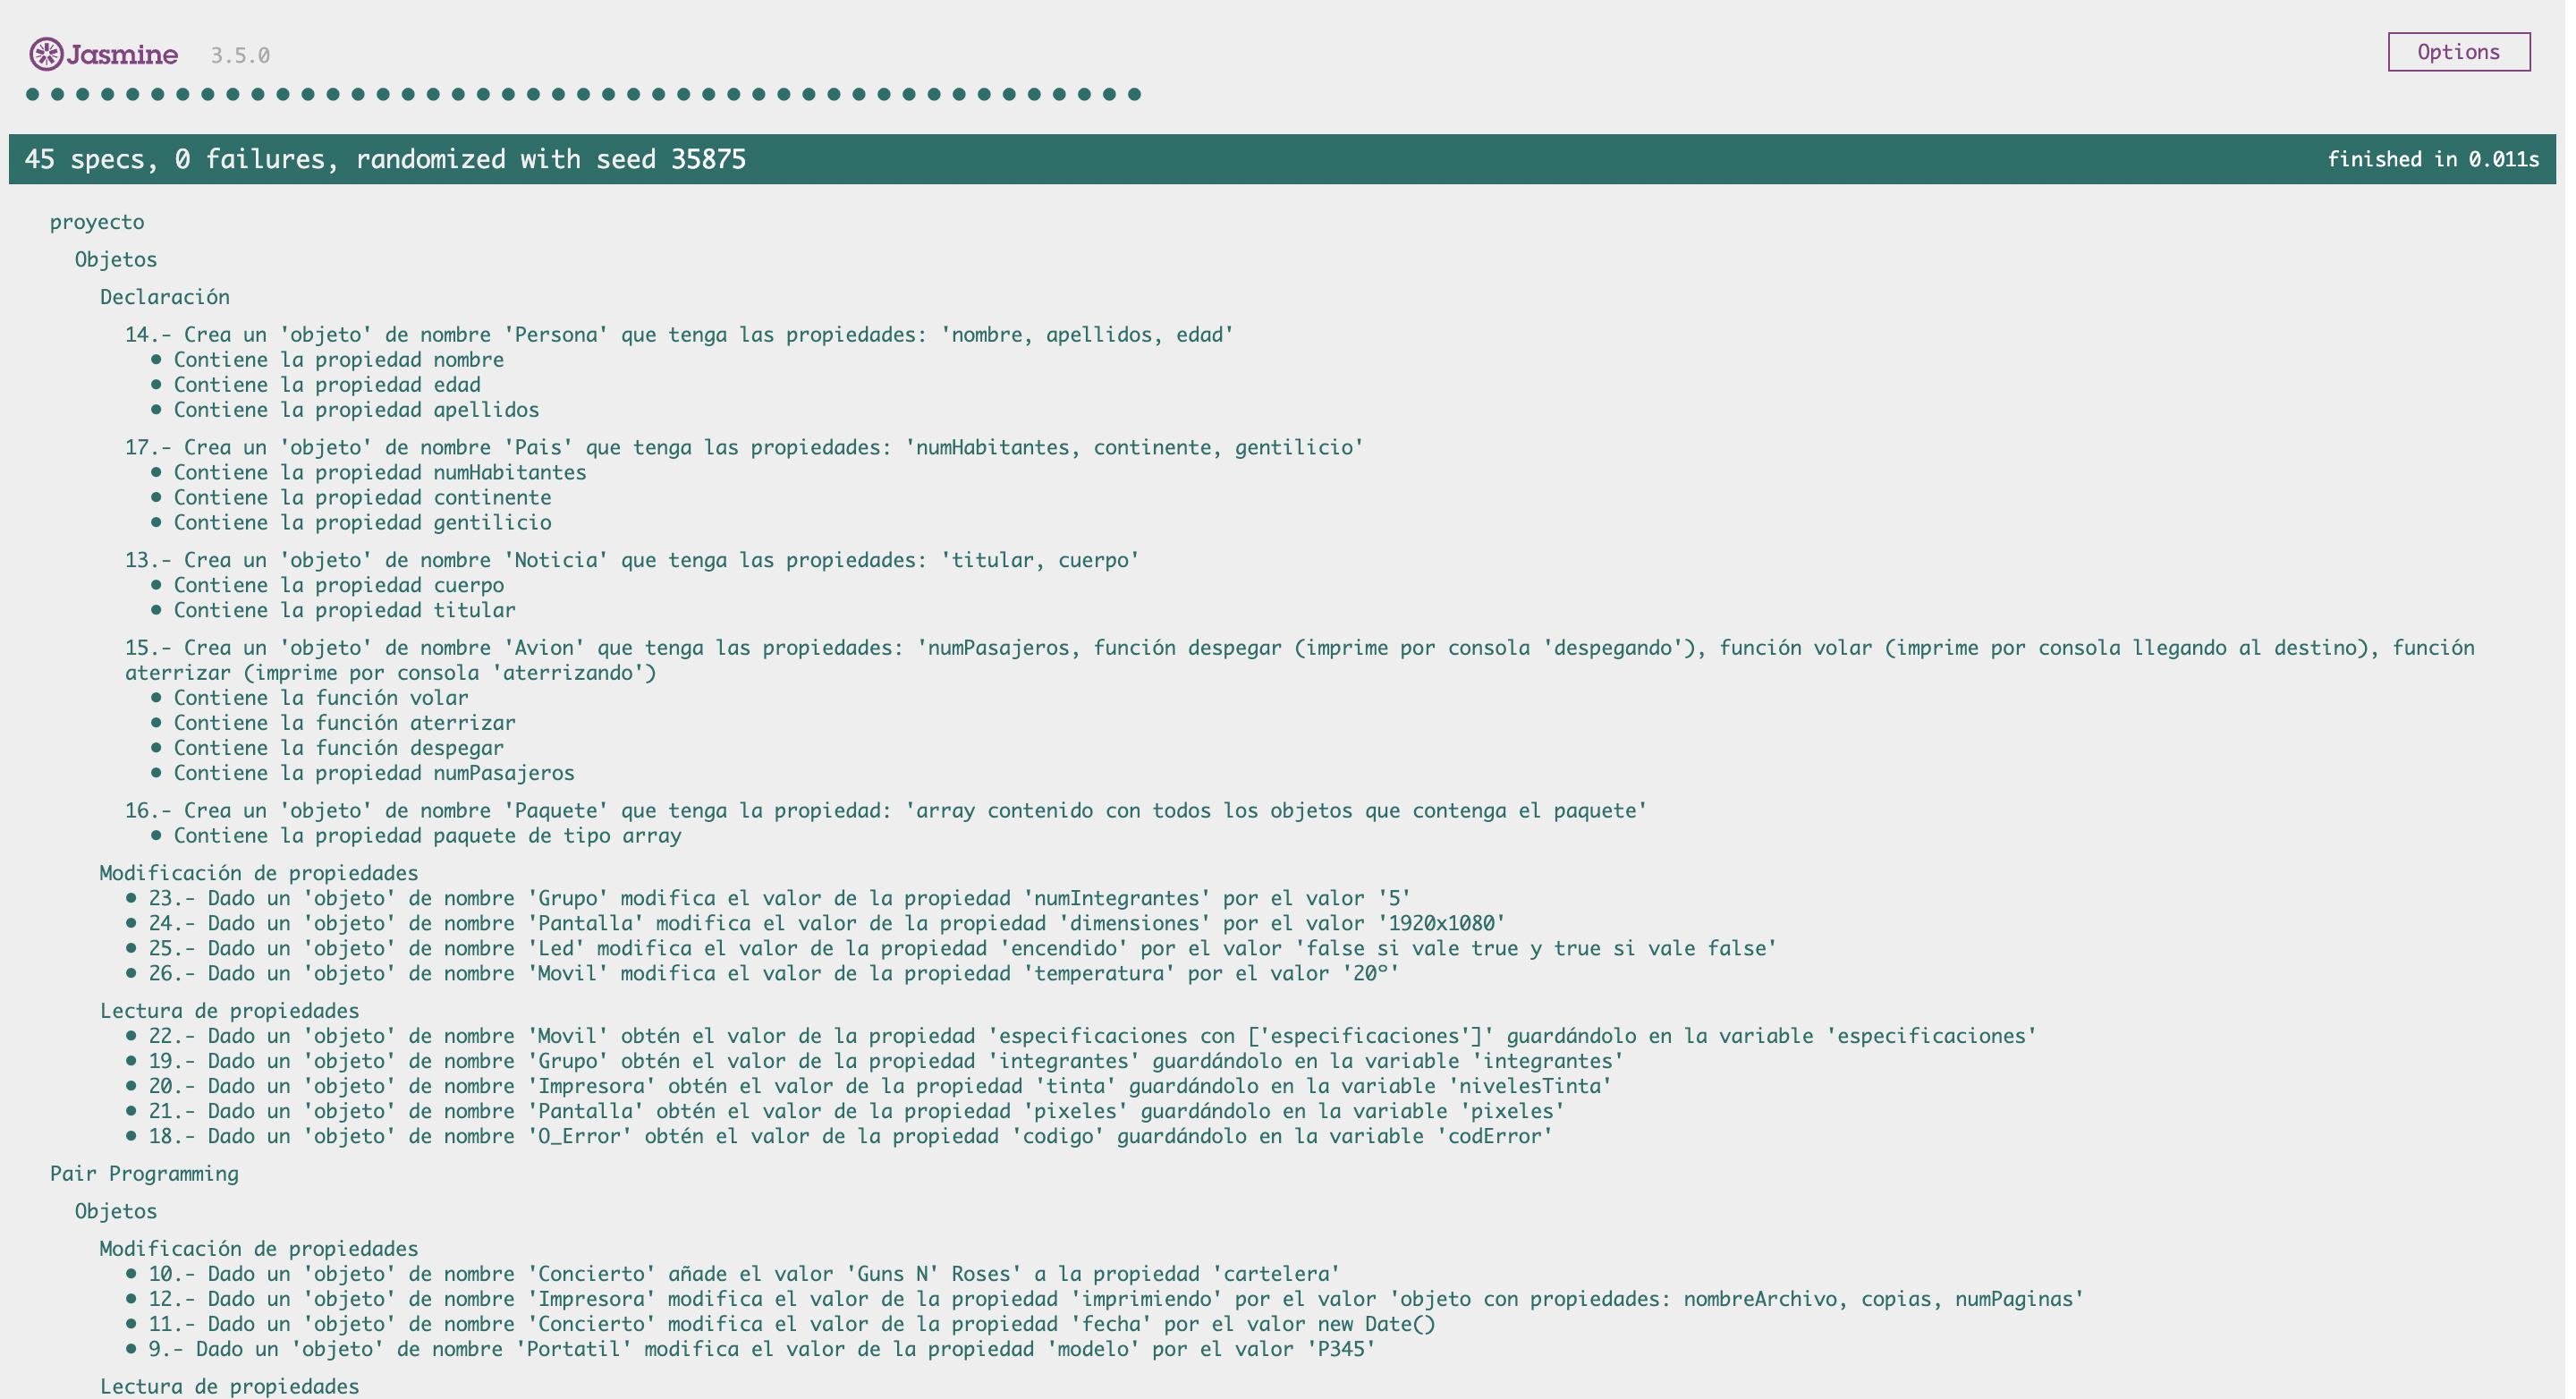 Jasmine 3.5.0
Options
45 specs, 0 failures, randomized with seed 35875
finished in 0.011s
proyecto
Objetos
Declaración
14.- Crea un 'objeto' de nombre 'Persona' que tenga las propiedades: 'nombre, apellidos, edad'
• Contiene la propiedad nombre
• Contiene la propiedad edad
• Contiene la propiedad apellidos
17.- Crea un 'objeto' de nombre 'Pais' que tenga las propiedades: 'numHabitantes, continente, gentilicio'
• Contiene la propiedad numHabitantes
• Contiene la propiedad continente
• Contiene la propiedad gentilicio
13.- Crea un 'objeto' de nombre 'Noticia' que tenga las propiedades: 'titular, cuerpo'
• Contiene la propiedad cuerpo
• Contiene la propiedad titular
15.- Crea un 'objeto' de nombre 'Avion' que tenga las propiedades: 'numPasajeros, función despegar (imprime por consola 'despegando'), función volar (imprime por consola llegando al destino), función
aterrizar (imprime por consola 'aterrizando')
• Contiene la función volar
• Contiene la función aterrizar
• Contiene la función despegar
• Contiene la propiedad numPasajeros
16.- Crea un 'objeto' de nombre 'Paquete' que tenga la propiedad: 'array contenido con todos los objetos que contenga el paquete'
• Contiene la propiedad paquete de tipo array
Modificación de propiedades
• 23.- Dado un 'objeto' de nombre 'Grupo' modifica el valor de la propiedad 'numIntegrantes' por el valor '5'
• 24.- Dado un 'objeto' de nombre 'Pantalla' modifica el valor de la propiedad 'dimensiones' por el valor '1920x1080'
• 25.- Dado un 'objeto' de nombre 'Led' modifica el valor de la propiedad 'encendido' por el valor 'false si vale true y true si vale false'
• 26.- Dado un 'objeto' de nombre 'Movil' modifica el valor de la propiedad 'temperatura' por el valor '20º'
Lectura de propiedades
• 22.- Dado un 'objeto' de nombre 'Movil' obtén el valor de la propiedad 'especificaciones con ['especificaciones']' guardándolo en la variable 'especificaciones'
• 19.- Dado un 'objeto' de nombre 'Grupo' obtén el valor de la propiedad 'integrantes' guardándolo en la variable 'integrantes'
• 20.- Dado un 'objeto' de nombre 'Impresora' obtén el valor de la propiedad 'tinta' guardándolo en la variable 'nivelesTinta'
• 21.- Dado un 'objeto' de nombre 'Pantalla' obtén el valor de la propiedad 'pixeles' guardándolo en la variable 'pixeles'
• 18.- Dado un 'objeto' de nombre 'O_Error' obtén el valor de la propiedad 'codigo' guardándolo en la variable 'codError'
Pair Programming
Objetos
Modificación de propiedades
• 10.- Dado un 'objeto' de nombre 'Concierto' añade el valor 'Guns N' Roses' a la propiedad 'cartelera'
• 12.- Dado un 'objeto' de nombre 'Impresora' modifica el valor de la propiedad 'imprimiendo' por el valor 'objeto con propiedades: nombreArchivo, copias, numPaginas'
• 11.- Dado un 'objeto' de nombre 'Concierto' modifica el valor de la propiedad 'fecha' por el valor new Date()
• 9.- Dado un 'objeto' de nombre 'Portatil' modifica el valor de la propiedad 'modelo' por el valor 'P345'
Lectura de propiedades